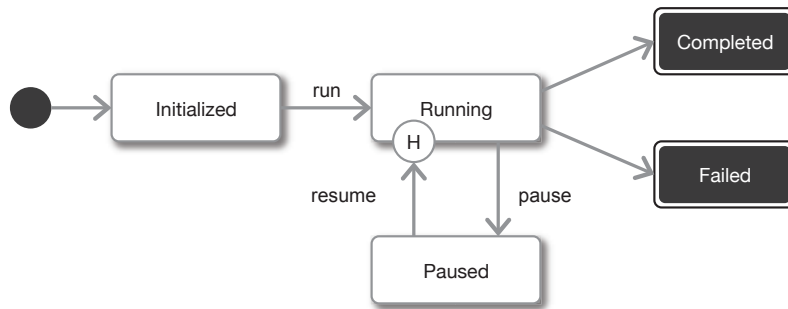 Completed
run
Initialized
Running
H
Failed
resume
pause
Paused